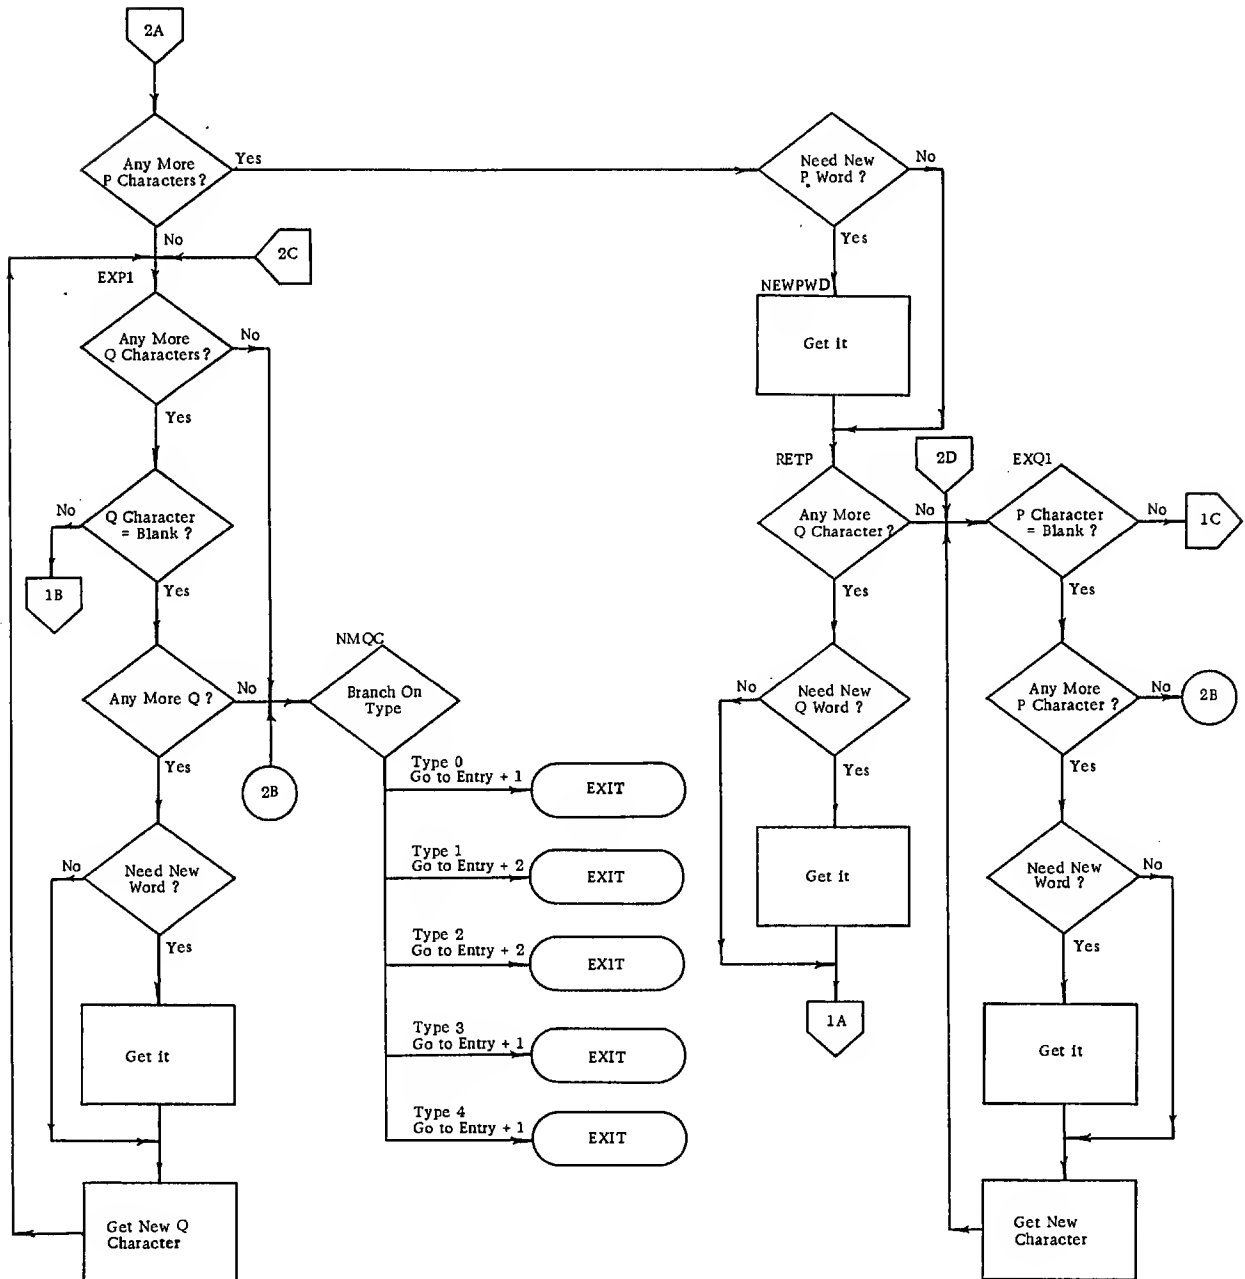 2A
Any More
P Characters ?
Yes
No
2C
EXP1
Any More
Q Characters ?
No
Yes
Q Character
= Blank ?
No
1B
Yes
Any More Q ?
No
2B
Yes
Need New
Word ?
No
Yes
Get it
Get New Q
Character
NMQC
Branch On
Type
Type 0
Go to Entry + 1
EXIT
Type 1
Go to Entry + 2
EXIT
Type 2
Go to Entry + 2
EXIT
Type 3
Go to Entry + 1
EXIT
Type 4
Go to Entry + 1
EXIT
Need New
P Word ?
No
Yes
NEWPWD
Get it
RETP
Any More
Q Character ?
No
Yes
Need New
Q Word ?
No
Yes
Get it
1A
2D
EXQ1
P Character
= Blank ?
No
1C
Yes
Any More
P Character ?
No
2B
Yes
Need New
Word ?
No
Yes
Get it
Get New
Character